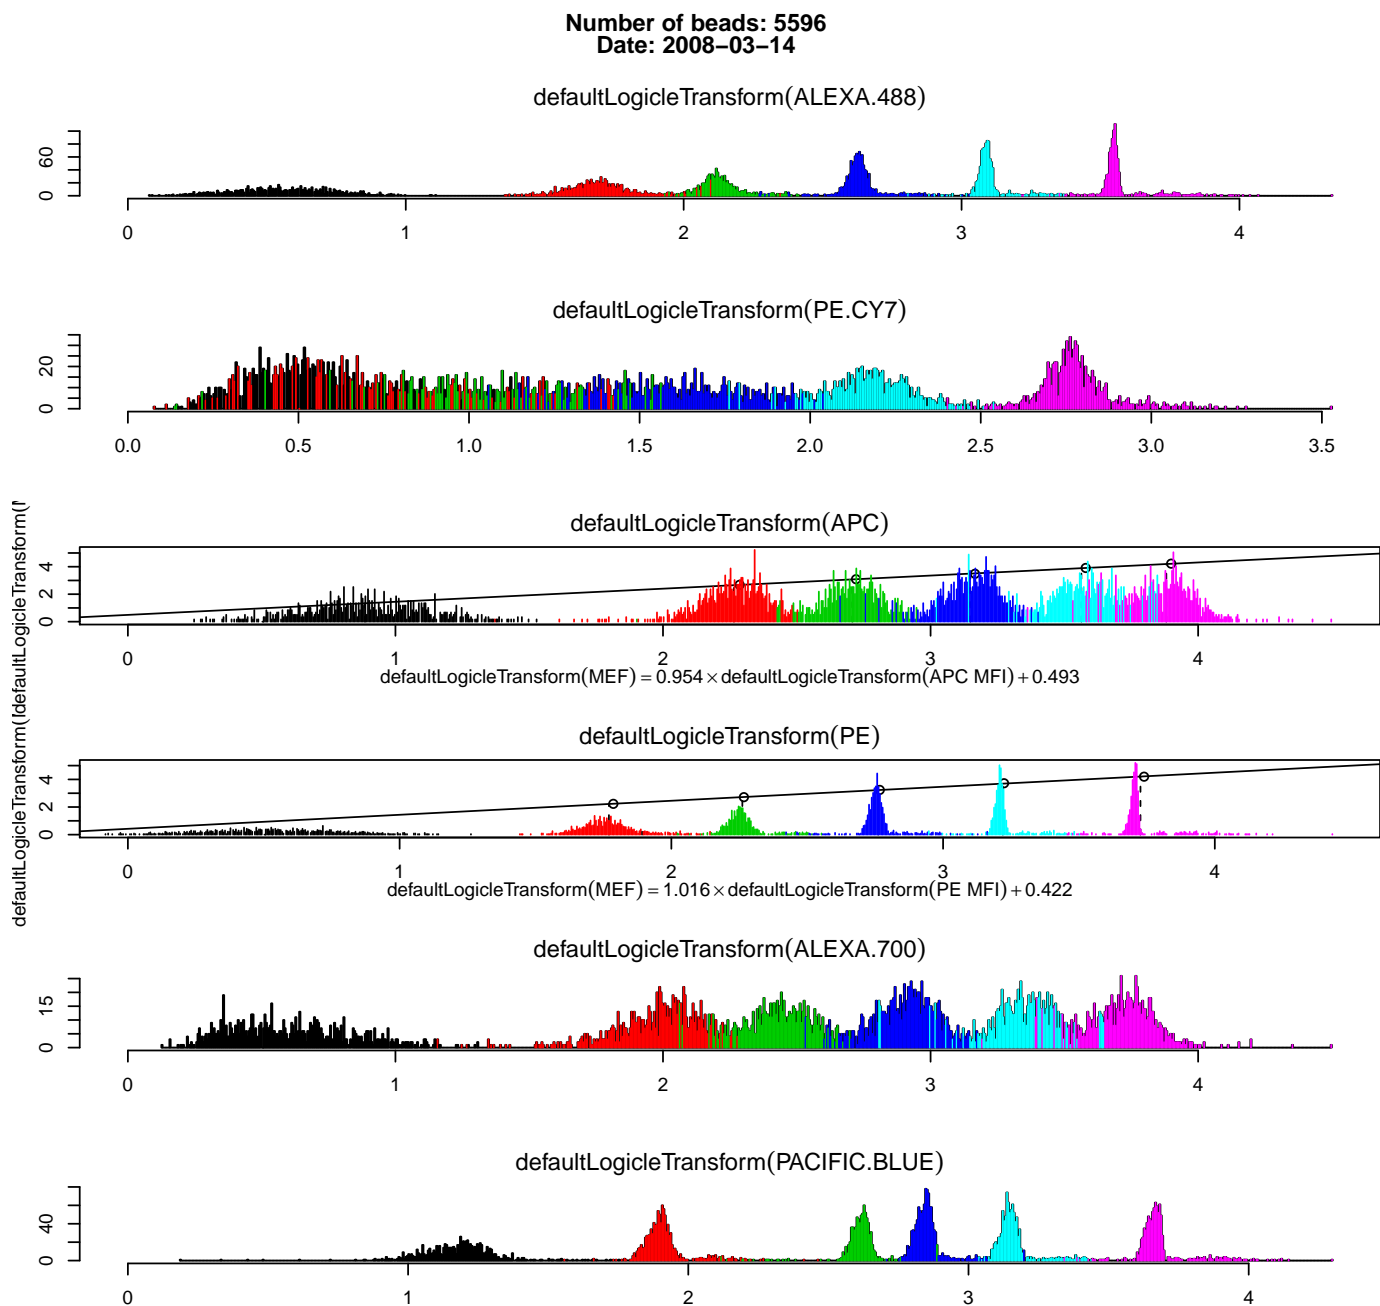 Number of beads: 5596
Date: 2008−03−14
defaultLogicleTransform(ALEXA.488)
0 60
0 1 2 3 4
defaultLogicleTransform(PE.CY7)
0 20
0.0 0.5 1.0 1.5 2.0 2.5 3.0 3.5
defaultLogicleTransform(APC)
0 2 4
0 1 2 3 4
defaultLogicleTransform(MEF) = 0.954 × defaultLogicleTransform(APC MFI) + 0.493
defaultLogicleTransform(PE)
0 2 4
0 1 2 3 4
defaultLogicleTransform(MEF) = 1.016 × defaultLogicleTransform(PE MFI) + 0.422
defaultLogicleTransform(ALEXA.700)
0 15
0 1 2 3 4
defaultLogicleTransform(PACIFIC.BLUE)
0 40
0 1 2 3 4
defaultLogicleTransform(
defaultLogicleTransform(